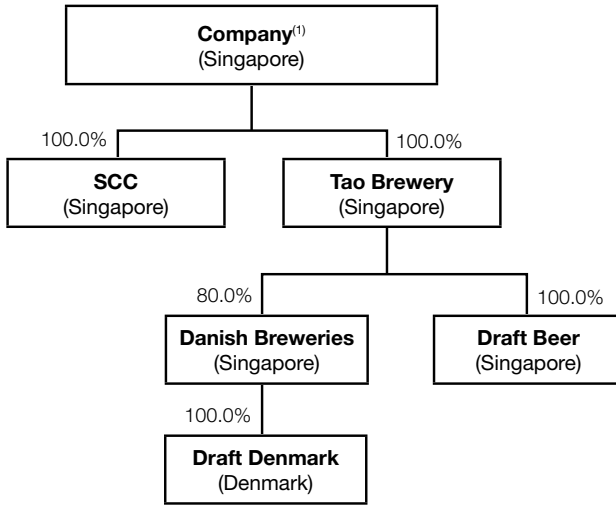 Company(1)
(Singapore)
100.0%
100.0%
SCC
(Singapore)
Tao Brewery
(Singapore)
80.0%
100.0%
Danish Breweries
(Singapore)
Draft Beer
(Singapore)
100.0%
Draft Denmark
(Denmark)